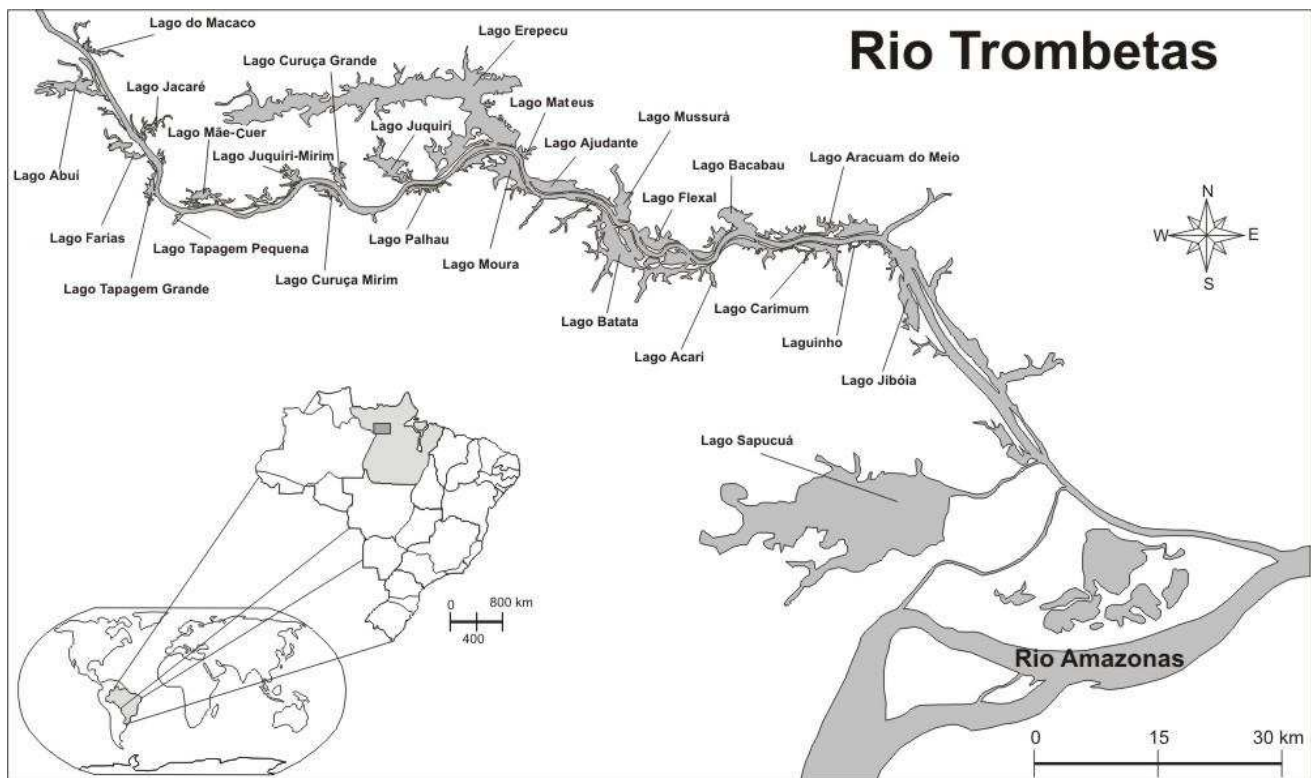 Rio Trombetas
Lago do Macaco
Lago Erepecu
Lago Curuça Grande
Lago Jacaré
Lago Mateus
Lago Mussurá
Lago Mãe-Cuer
Lago Juquiri
Lago Ajudante
Lago Juquiri-Mirim
Lago Bacabau
Lago Aracuam do Meio
Lago Abui
Lago Flexal
Lago Farias
Lago Palhau
Lago Tapagem Pequena
Lago Moura
Lago Curuça Mirim
Lago Tapagem Grande
Lago Carimum
Lago Batata
Laguinho
Lago Acari
Lago Jibóia
N
W
E
S
Lago Sapucuá
0
800 km
400
Rio Amazonas
0
15
30 km